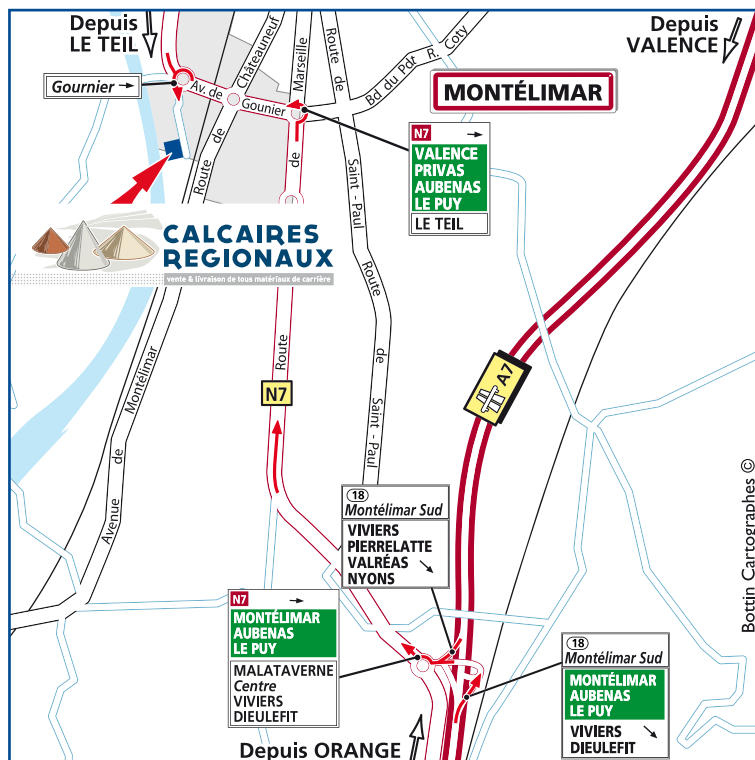 Depuis
LE TEIL
Gournier →
Av. de
Gounier
Route de
Châteauneuf
Marseille
de
Route
Route de
Saint - Paul
Route
de
Saint - Paul
Bd du Pdr R. Coty
Depuis
VALENCE
MONTÉLIMAR
N7 →
VALENCE
PRIVAS
AUBENAS
LE PUY
LE TEIL
CALCAIRES
REGIONAUX
vente & livraison de tous matériaux de carrière
N7
A7
Avenue de Montélimar
18
Montélimar Sud
VIVIERS
PIERRELATTE
VALRÉAS
NYONS ↘
N7 →
MONTÉLIMAR
AUBENAS
LE PUY
MALATAVERNE
Centre
VIVIERS
DIEULEFIT
18
Montélimar Sud
MONTÉLIMAR
AUBENAS
LE PUY
VIVIERS ↘
DIEULEFIT
Depuis ORANGE
Bottin Cartographes ©